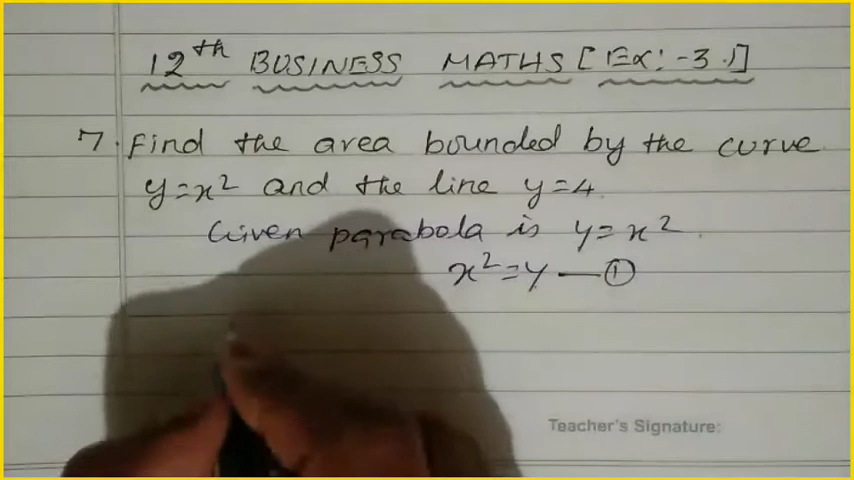 12th BUSINESS MATHS [Ex:-3.1]
7. Find the area bounded by the curve
y=x² and the line y=4.
Given parabola is y=x².
x²=y — ①
Teacher's Signature: